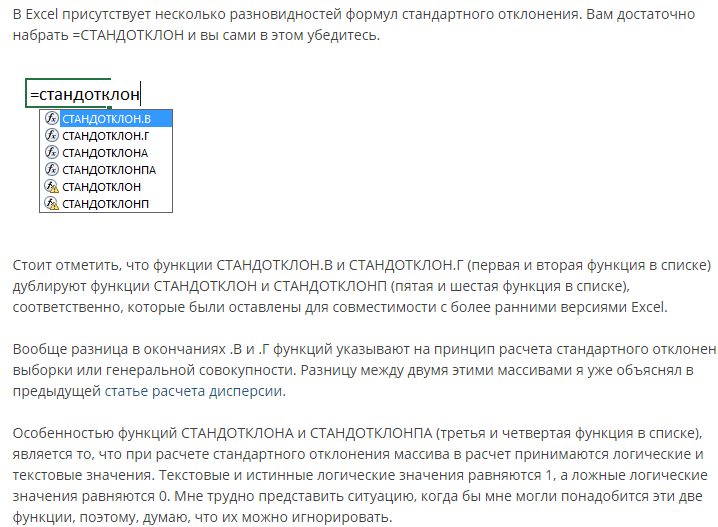 В Excel присутствует несколько разновидностей формул стандартного отклонения. Вам достаточно
набрать =СТАНДОТКЛОН и вы сами в этом убедитесь.
=стандотклон
СТАНДОТКЛОН.В
СТАНДОТКЛОН.Г
СТАНДОТКЛОНА
СТАНДОТКЛОНПА
СТАНДОТКЛОН
СТАНДОТКЛОНП
Стоит отметить, что функции СТАНДОТКЛОН.В и СТАНДОТКЛОН.Г (первая и вторая функция в списке)
дублируют функции СТАНДОТКЛОН и СТАНДОТКЛОНП (пятая и шестая функция в списке),
соответственно, которые были оставлены для совместимости с более ранними версиями Excel.
Вообще разница в окончаниях .В и .Г функций указывают на принцип расчета стандартного отклонен
выборки или генеральной совокупности. Разницу между двумя этими массивами я уже объяснял в
предыдущей статье расчета дисперсии.
Особенностью функций СТАНДОТКЛОНА и СТАНДОТКЛОНПА (третья и четвертая функция в списке),
является то, что при расчете стандартного отклонения массива в расчет принимаются логические и
текстовые значения. Текстовые и истинные логические значения равняются 1, а ложные логические
значения равняются 0. Мне трудно представить ситуацию, когда бы мне могли понадобится эти две
функции, поэтому, думаю, что их можно игнорировать.